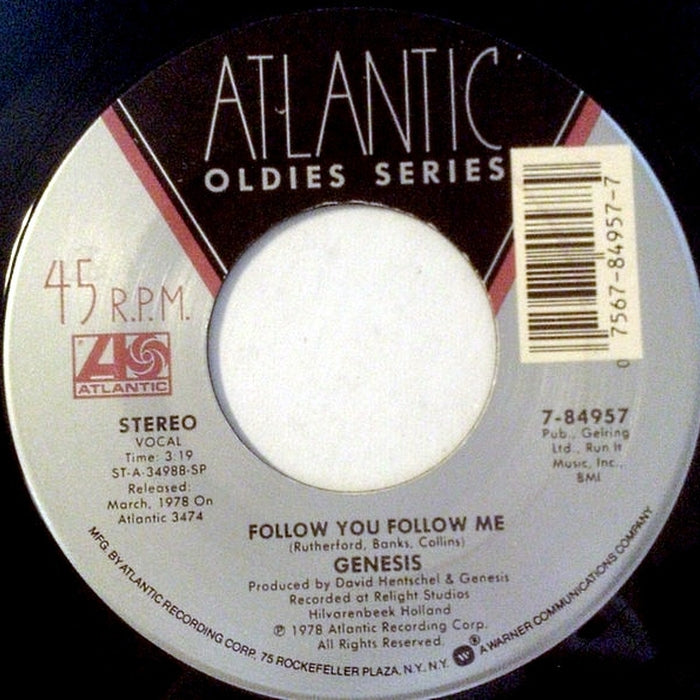 ATLANTIC
OLDIES SERIES
7567-84957-7
0
45 R.P.M.
ATLANTIC
STEREO
VOCAL
Time: 3:19
ST-A-34988-SP
Released:
March, 1978 On
Atlantic 3474
7-84957
Pub., Gelring
Ltd., Run It
Music, Inc.,
BMI
FOLLOW YOU FOLLOW ME
(Rutherford, Banks, Collins)
GENESIS
Produced by David Hentschel & Genesis
Recorded at Relight Studios
Hilvarenbeek Holland
℗ 1978 Atlantic Recording Corp.
All Rights Reserved.
MFG. BY ATLANTIC RECORDING CORP. 75 ROCKEFELLER PLAZA, N.Y. N.Y. W ® A WARNER COMMUNICATIONS COMPANY